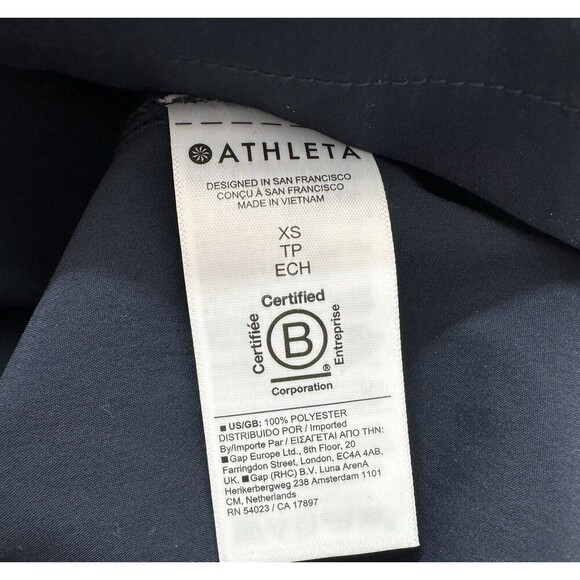 ATHLETA
DESIGNED IN SAN FRANCISCO
CONÇU À SAN FRANCISCO
MADE IN VIETNAM
XS
TP
ECH
Certified
Certifiée
B
Entreprise
®
Corporation
■ US/GB: 100% POLYESTER
DISTRIBUIDO POR / Imported
By/Importe Par / ΕΙΣΑΓΕΤΑΙ ΑΠΟ ΤΗΝ:
■ Gap Europe Ltd., 8th Floor, 20
Farringdon Street, London, EC4A 4AB,
UK. ■ Gap (RHC) B.V. Luna ArenA
Herikerbergweg 238 Amsterdam 1101
CM, Netherlands
RN 54023 / CA 17897